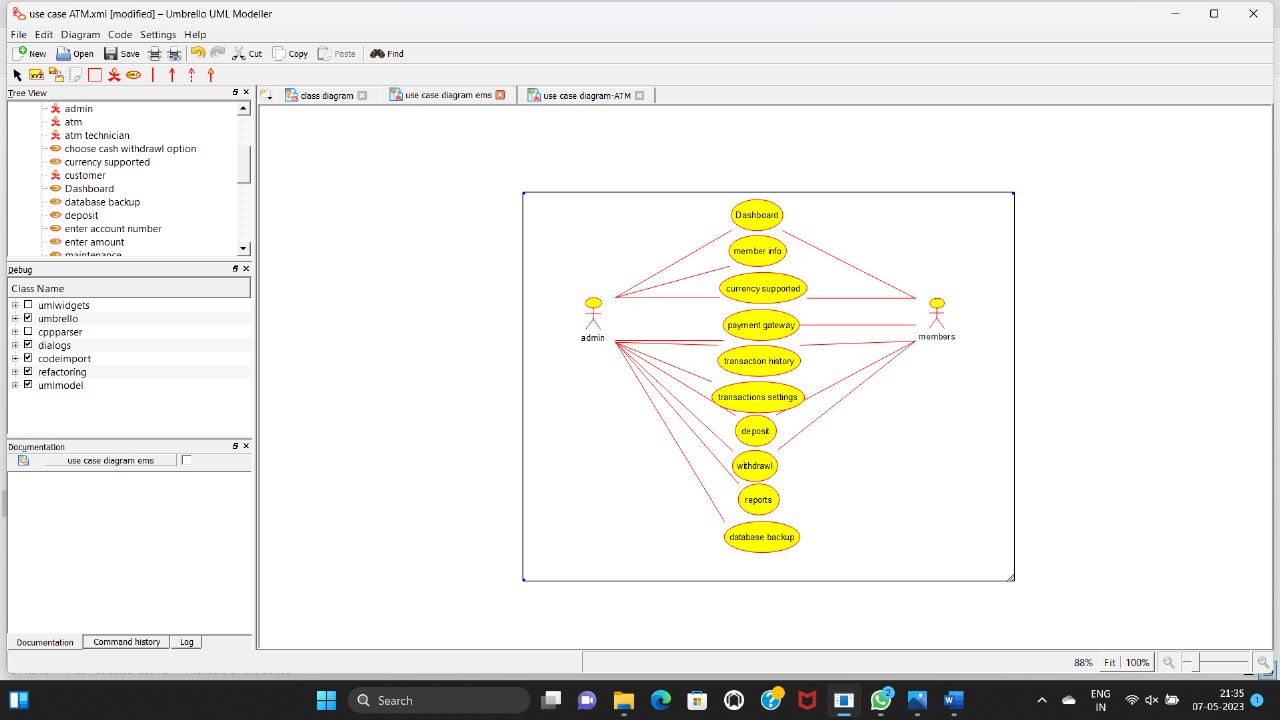 use case ATM.xmi [modified] – Umbrello UML Modeller
File Edit Diagram Code Settings Help
New Open Save Cut Copy Paste Find
XYZ ABC
Tree View
class diagram use case diagram ems use case diagram-ATM
admin
atm
atm technician
choose cash withdrawl option
currency supported
customer
Dashboard
database backup
deposit
enter account number
enter amount
maintenance
Debug
Class Name
umlwidgets
umbrello
cppparser
dialogs
codeimport
refactoring
umlmodel
Documentation
use case diagram ems
Documentation Command history Log
Dashboard
member info
currency supported
payment gateway
transaction history
transactions settings
deposit
withdrawl
reports
database backup
admin
members
88% Fit 100%
Search
2
ENG
IN
21:35
07-05-2023
1